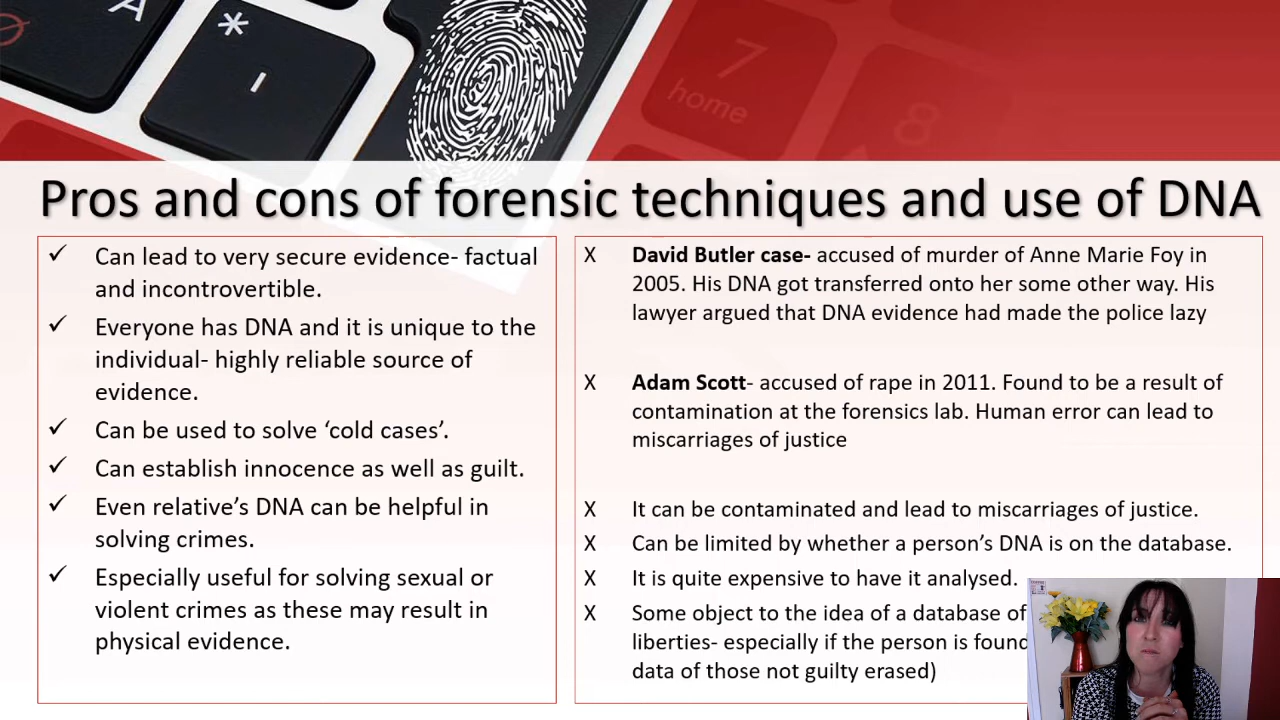 A
*
7
home
8
Pros and cons of forensic techniques and use of DNA
✓ Can lead to very secure evidence- factual
and incontrovertible.
✓ Everyone has DNA and it is unique to the
individual- highly reliable source of
evidence.
✓ Can be used to solve ‘cold cases’.
✓ Can establish innocence as well as guilt.
✓ Even relative’s DNA can be helpful in
solving crimes.
✓ Especially useful for solving sexual or
violent crimes as these may result in
physical evidence.
X David Butler case- accused of murder of Anne Marie Foy in
2005. His DNA got transferred onto her some other way. His
lawyer argued that DNA evidence had made the police lazy
X Adam Scott- accused of rape in 2011. Found to be a result of
contamination at the forensics lab. Human error can lead to
miscarriages of justice
X It can be contaminated and lead to miscarriages of justice.
X Can be limited by whether a person’s DNA is on the database.
X It is quite expensive to have it analysed.
X Some object to the idea of a database of
liberties- especially if the person is found
data of those not guilty erased)